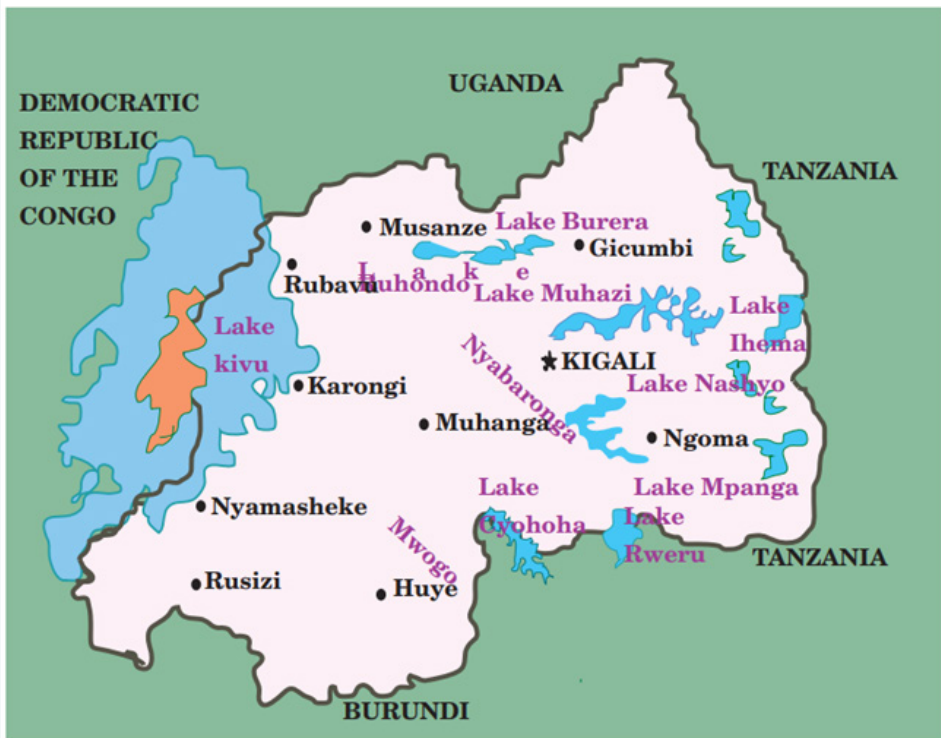 UGANDA
DEMOCRATIC
REPUBLIC
OF THE
CONGO
TANZANIA
Musanze
Lake Burera
Gicumbi
Rubavu
Lake
Ruhondo
Lake Muhazi
Lake
Ihema
Lake
kivu
KIGALI
Nyabaronga
Lake Nashyo
Karongi
Muhanga
Ngoma
Lake Mpanga
Lake
Cyohoha
Lake
Rweru
Nyamasheke
Mwogo
TANZANIA
Rusizi
Huye
BURUNDI